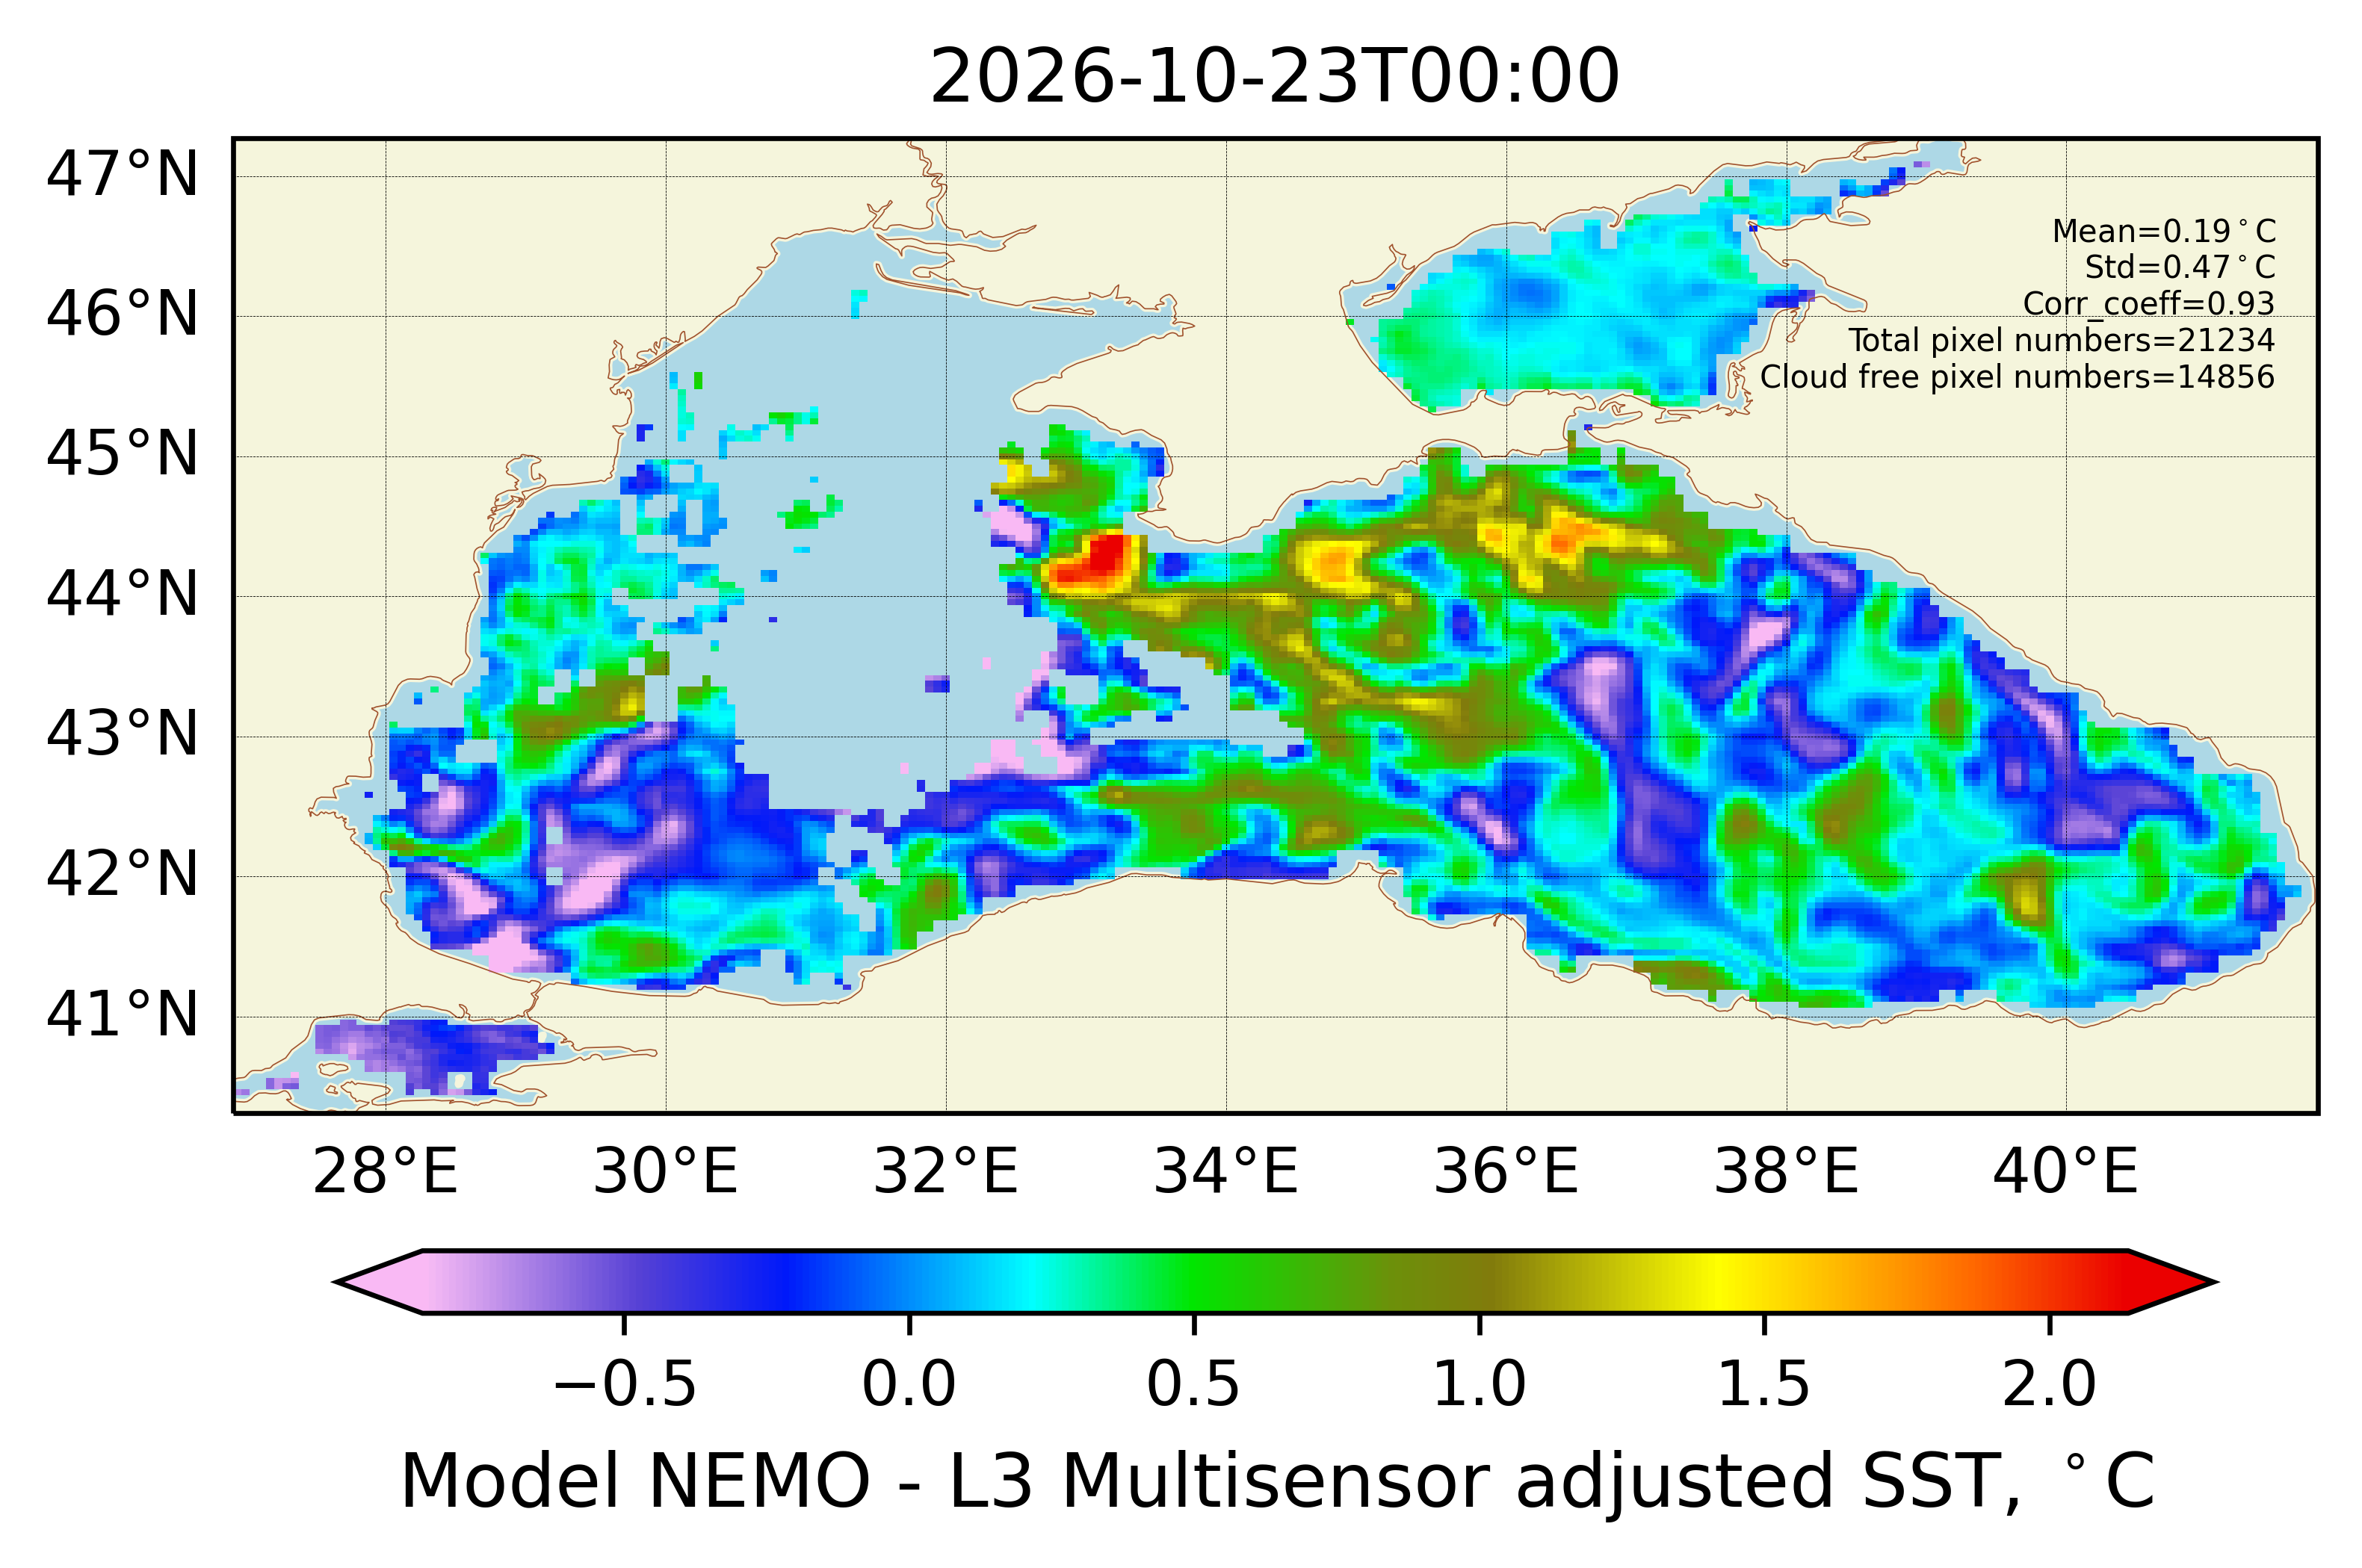 2026-10-23T00:00
47°N
46°N
45°N
44°N
43°N
42°N
41°N
Mean=0.19°C
Std=0.47°C
Corr_coeff=0.93
Total pixel numbers=21234
Cloud free pixel numbers=14856
28°E 30°E 32°E 34°E 36°E 38°E 40°E
−0.5 0.0 0.5 1.0 1.5 2.0
Model NEMO - L3 Multisensor adjusted SST, °C